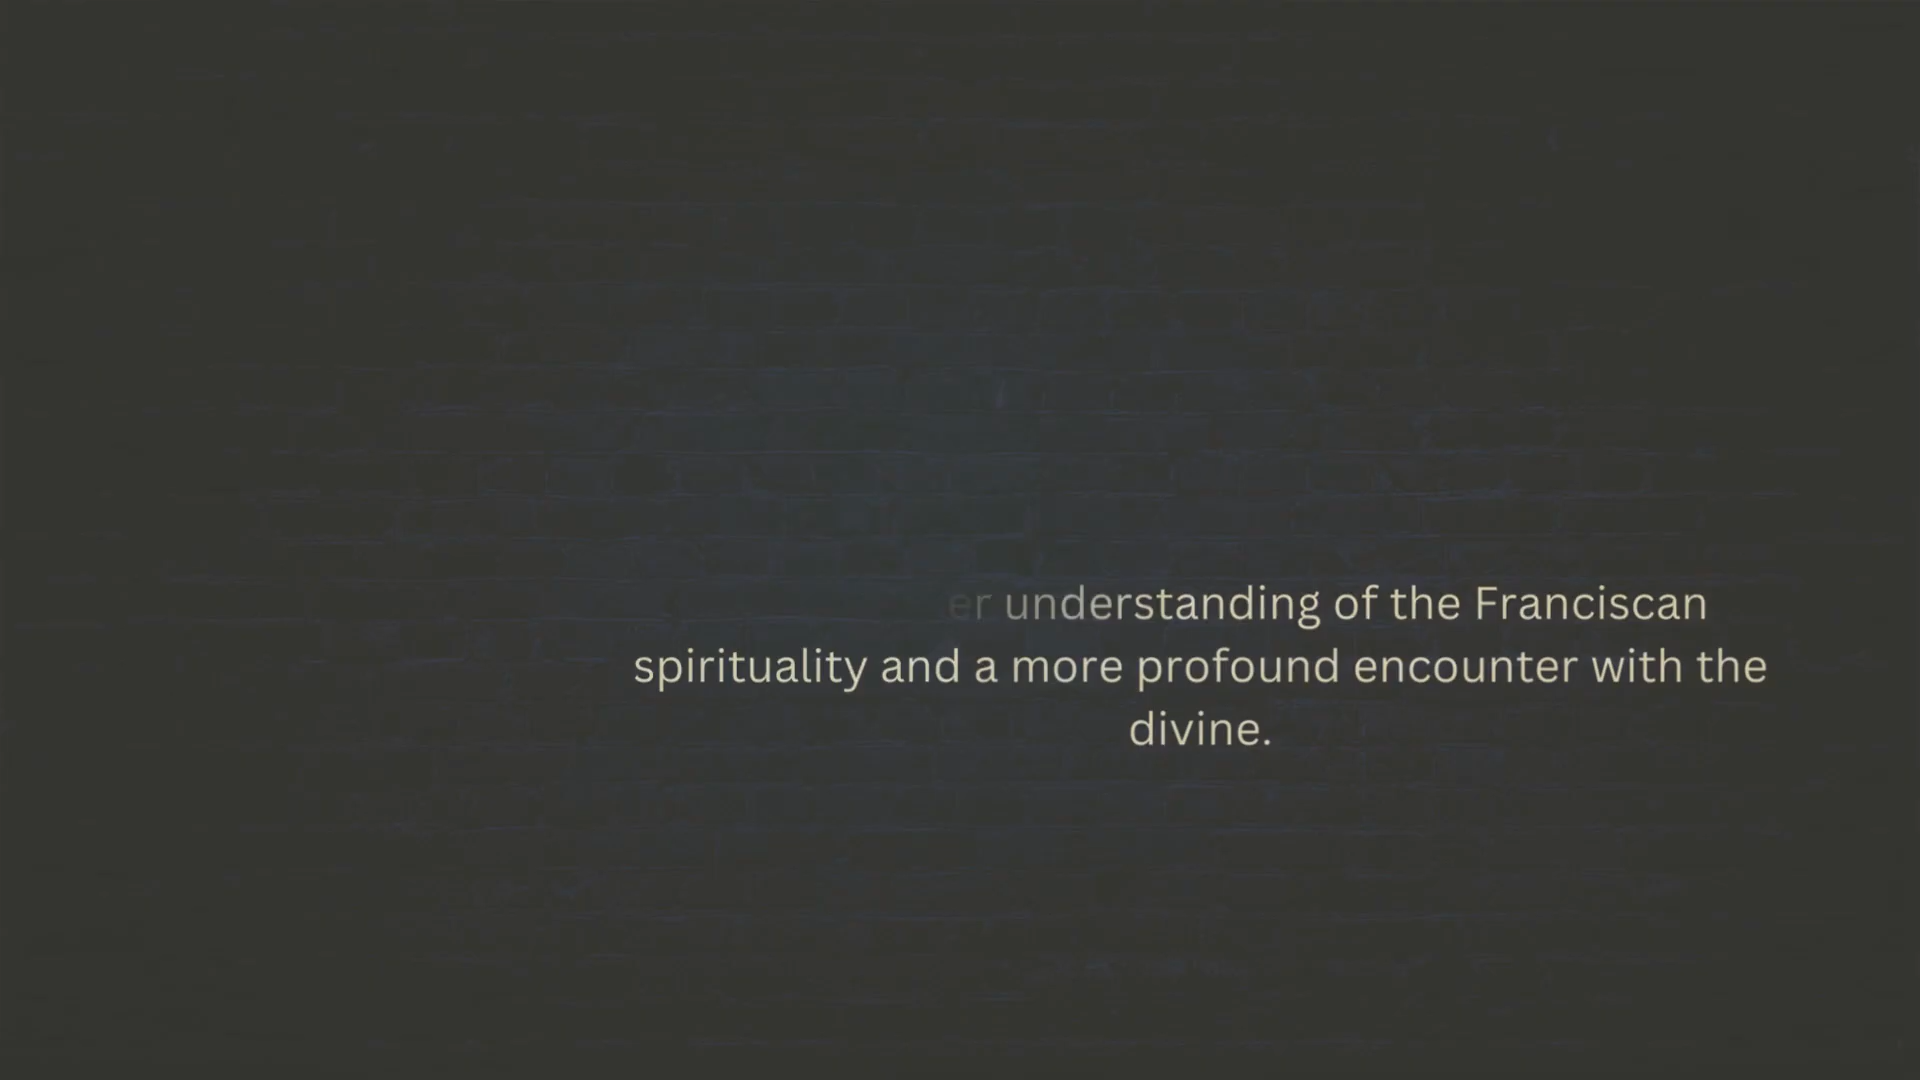 er understanding of the Franciscan
spirituality and a more profound encounter with the
divine.